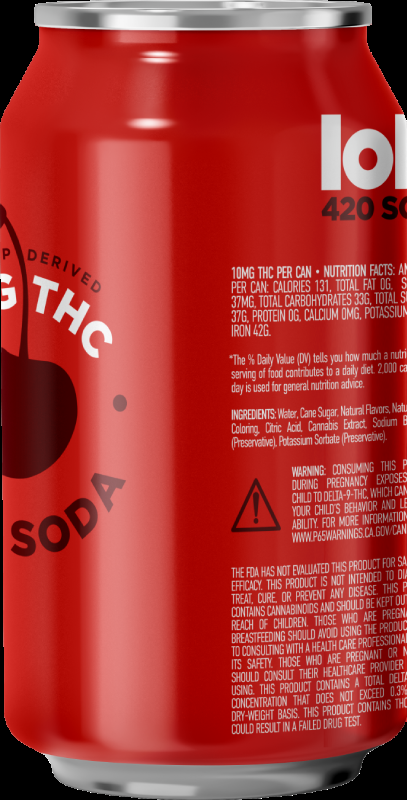 lol
420 SO
P DERIVED
G THC
SODA
10MG THC PER CAN • NUTRITION FACTS:
PER CAN: CALORIES 131, TOTAL FAT 0G,
37MG, TOTAL CARBOHYDRATES 33G, TOTAL
37G, PROTEIN 0G, CALCIUM 0MG, POTASSIUM
IRON 42G.
*The % Daily Value (DV) tells you how much a
serving of food contributes to a daily diet. 2,000
day is used for general nutrition advice.
INGREDIENTS: Water, Cane Sugar, Natural Flavors,
Coloring, Citric Acid, Cannabis Extract, Sodium
(Preservative), Potassium Sorbate (Preservative).
WARNING: CONSUMING THIS P
DURING PREGNANCY EXPOSES
CHILD TO DELTA-9-THC, WHICH CAN
YOUR CHILD'S BEHAVIOR AND LE
ABILITY. FOR MORE INFORMATION
WWW.P65WARNINGS.CA.GOV/CAN
THE FDA HAS NOT EVALUATED THIS PRODUCT FOR SA
EFFICACY. THIS PRODUCT IS NOT INTENDED TO DIA
TREAT, CURE, OR PREVENT ANY DISEASE. THIS P
CONTAINS CANNABINOIDS AND SHOULD BE KEPT OUT
REACH OF CHILDREN. THOSE WHO ARE PREGN
BREASTFEEDING SHOULD AVOID USING THE PRODUC
TO CONSULTING WITH A HEALTH CARE PROFESSIONAL
ITS SAFETY. THOSE WHO ARE PREGNANT OR N
SHOULD CONSULT THEIR HEALTHCARE PROVIDER
USING. THIS PRODUCT CONTAINS A TOTAL DELTA
CONCENTRATION THAT DOES NOT EXCEED 0.3%
DRY-WEIGHT BASIS. THIS PRODUCT CONTAINS THC
COULD RESULT IN A FAILED DRUG TEST.